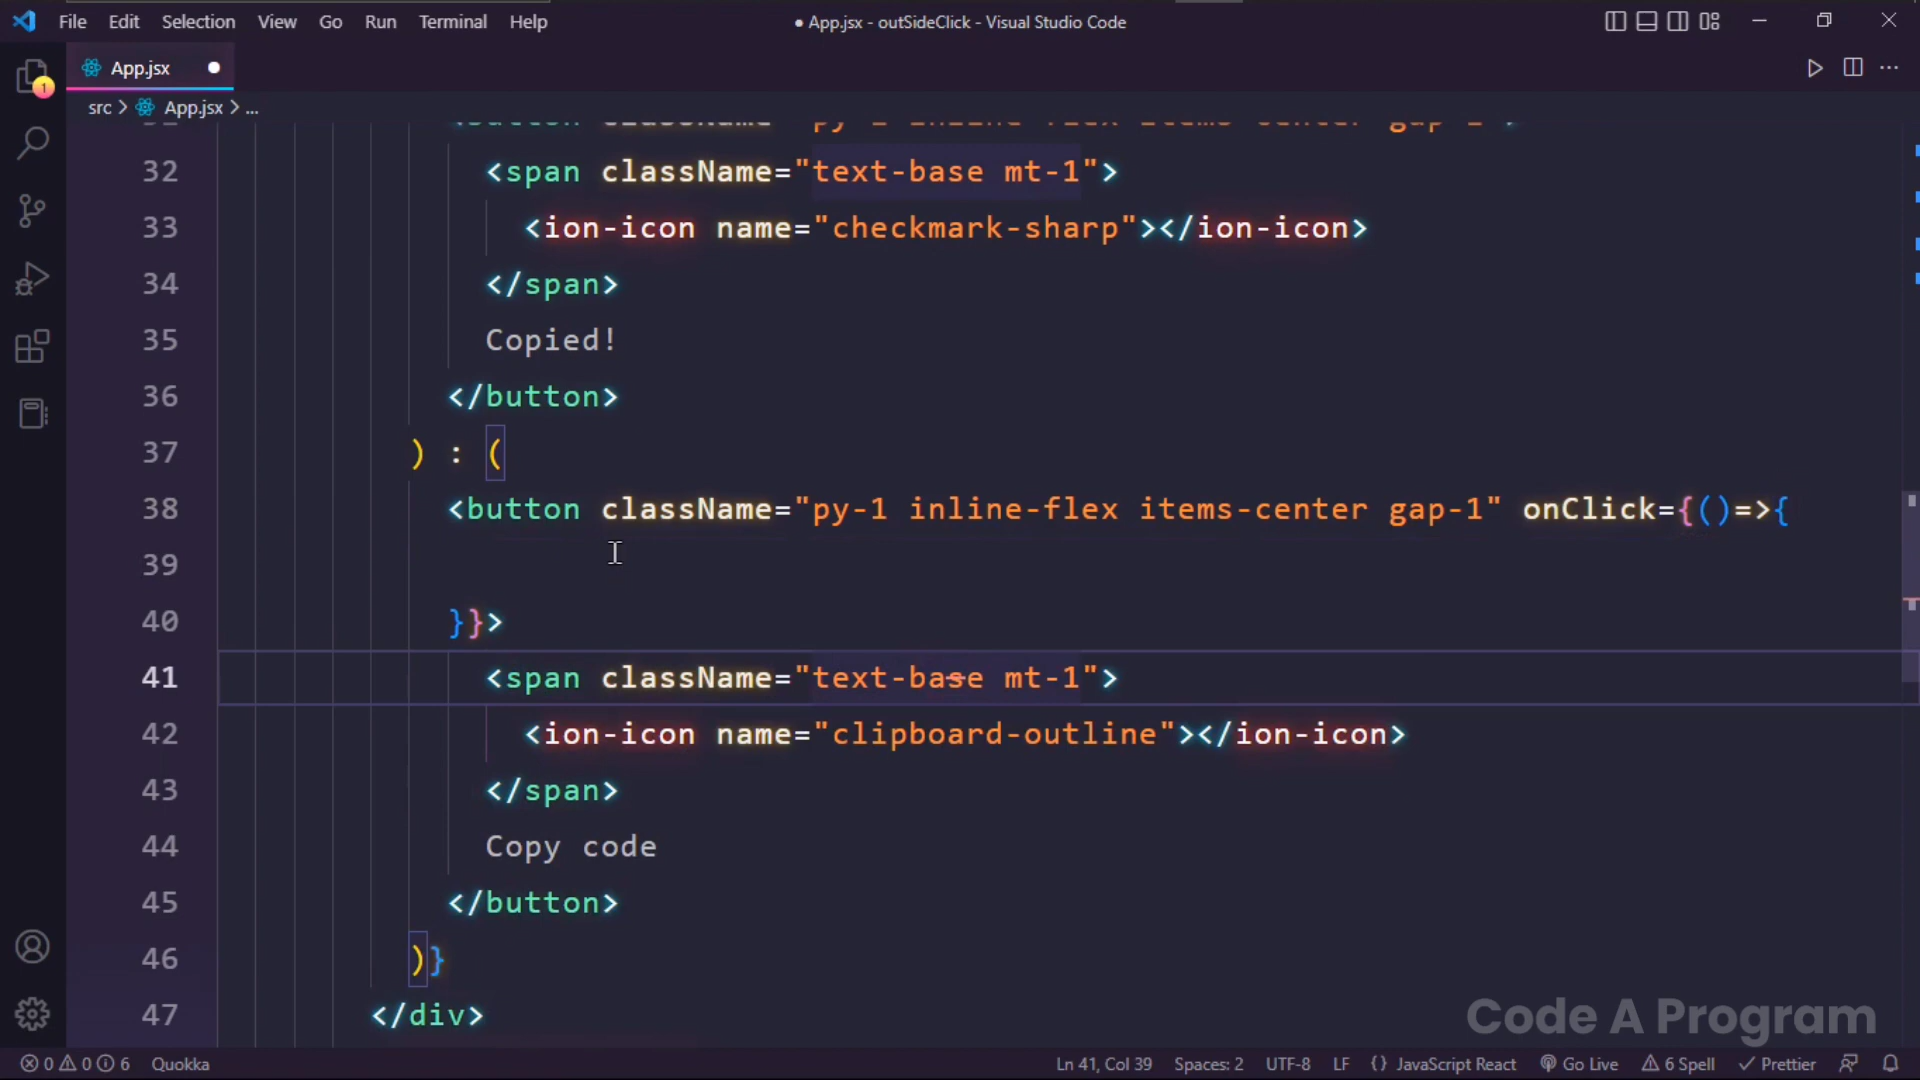 File Edit Selection View Go Run Terminal Help
● App.jsx - outSideClick - Visual Studio Code
App.jsx
1
src > App.jsx > ...
32 <span className="text-base mt-1">
33 <ion-icon name="checkmark-sharp"></ion-icon>
34 </span>
35 Copied!
36 </button>
37 ) : (
38 <button className="py-1 inline-flex items-center gap-1" onClick={()=>{
39
40 }}>
41 <span className="text-base mt-1">
42 <ion-icon name="clipboard-outline"></ion-icon>
43 </span>
44 Copy code
45 </button>
46 )}
47 </div>
Code A Program
0 0 6 Quokka Ln 41, Col 39 Spaces: 2 UTF-8 LF {} JavaScript React Go Live 6 Spell Prettier